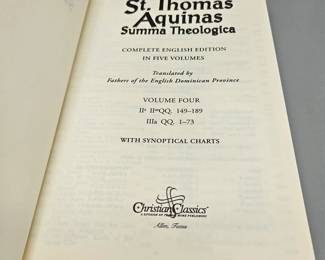 St. Thomas
Aquinas
Summa Theologica
COMPLETE ENGLISH EDITION
IN FIVE VOLUMES
Translated by
Fathers of the English Dominican Province
VOLUME FOUR
IIa IIae QQ. 149-189
IIIa QQ. 1-73
WITH SYNOPTICAL CHARTS
Christian Classics
Allen, Texas